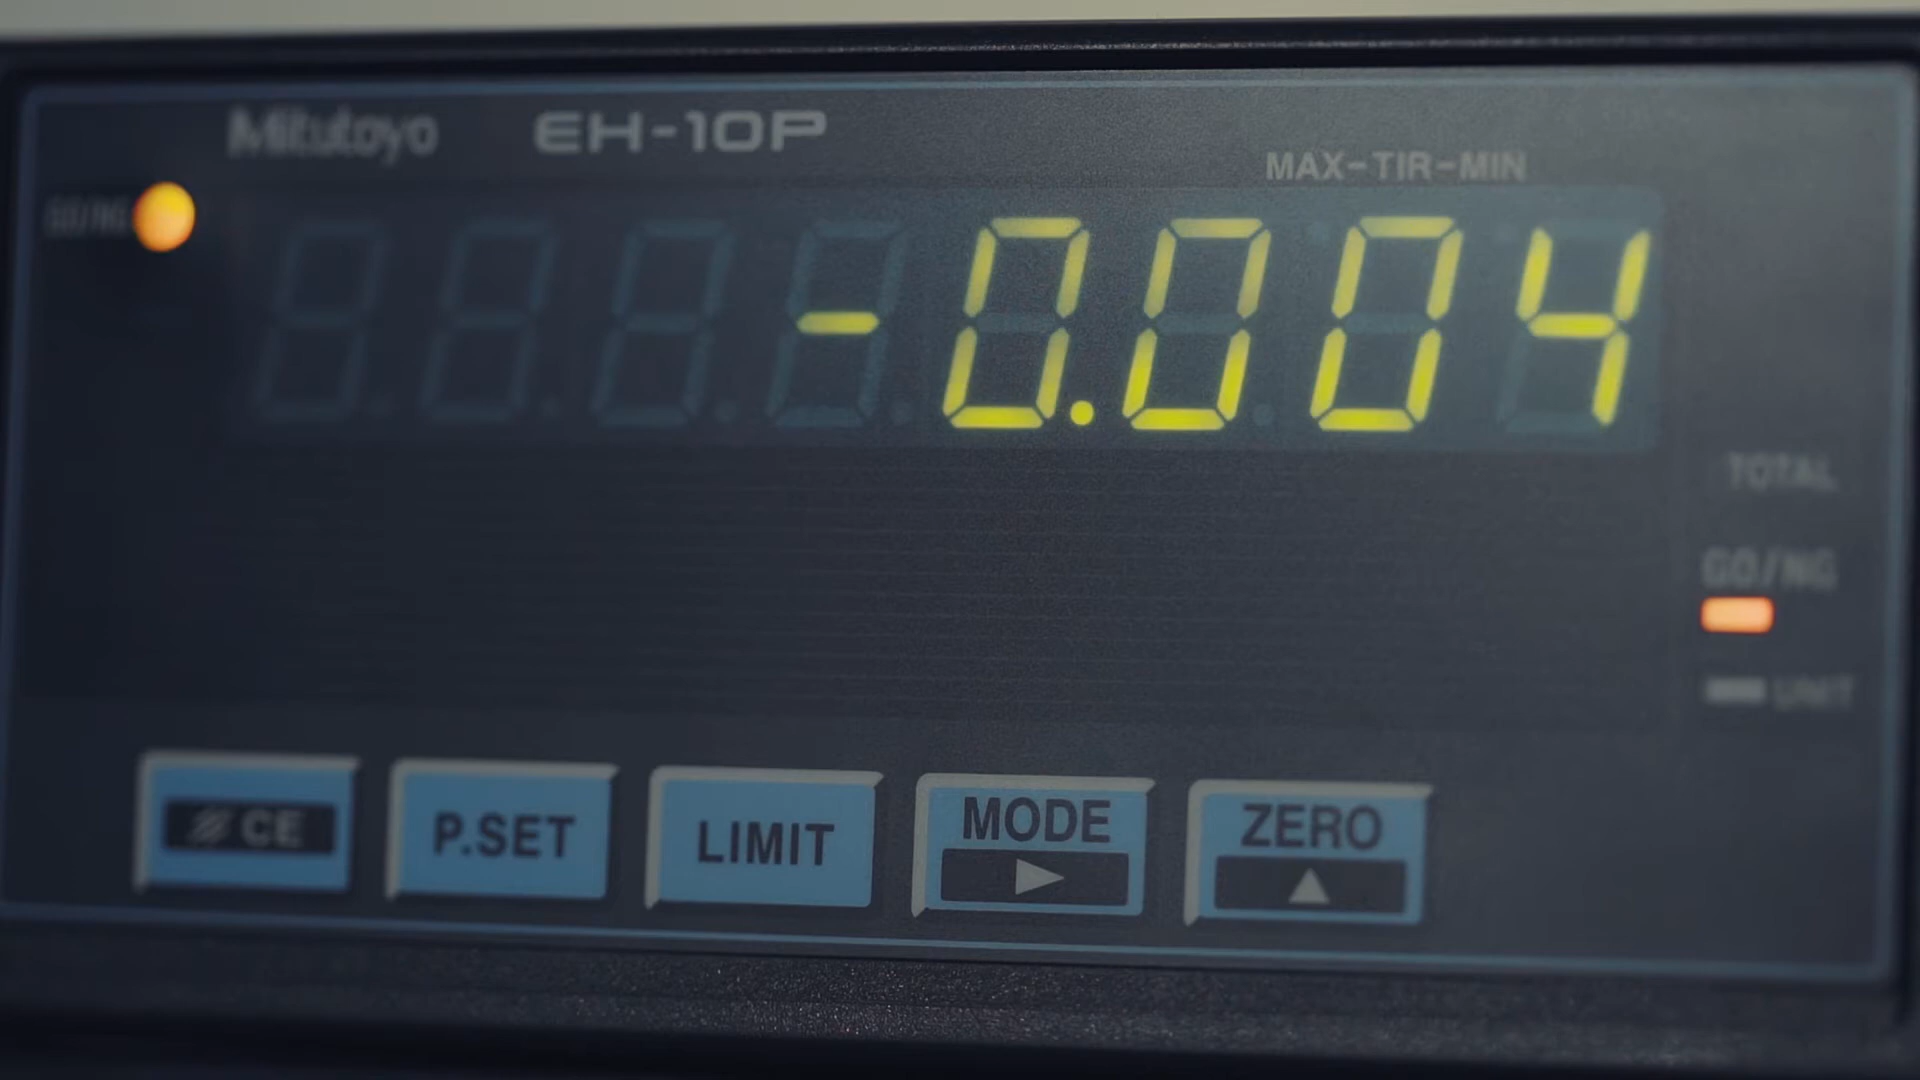 Mitutoyo EH-10P
MAX-TIR-MIN
GO/NG
-0.004
TOTAL
GO/NG
UNIT
CE
P.SET
LIMIT
MODE
ZERO